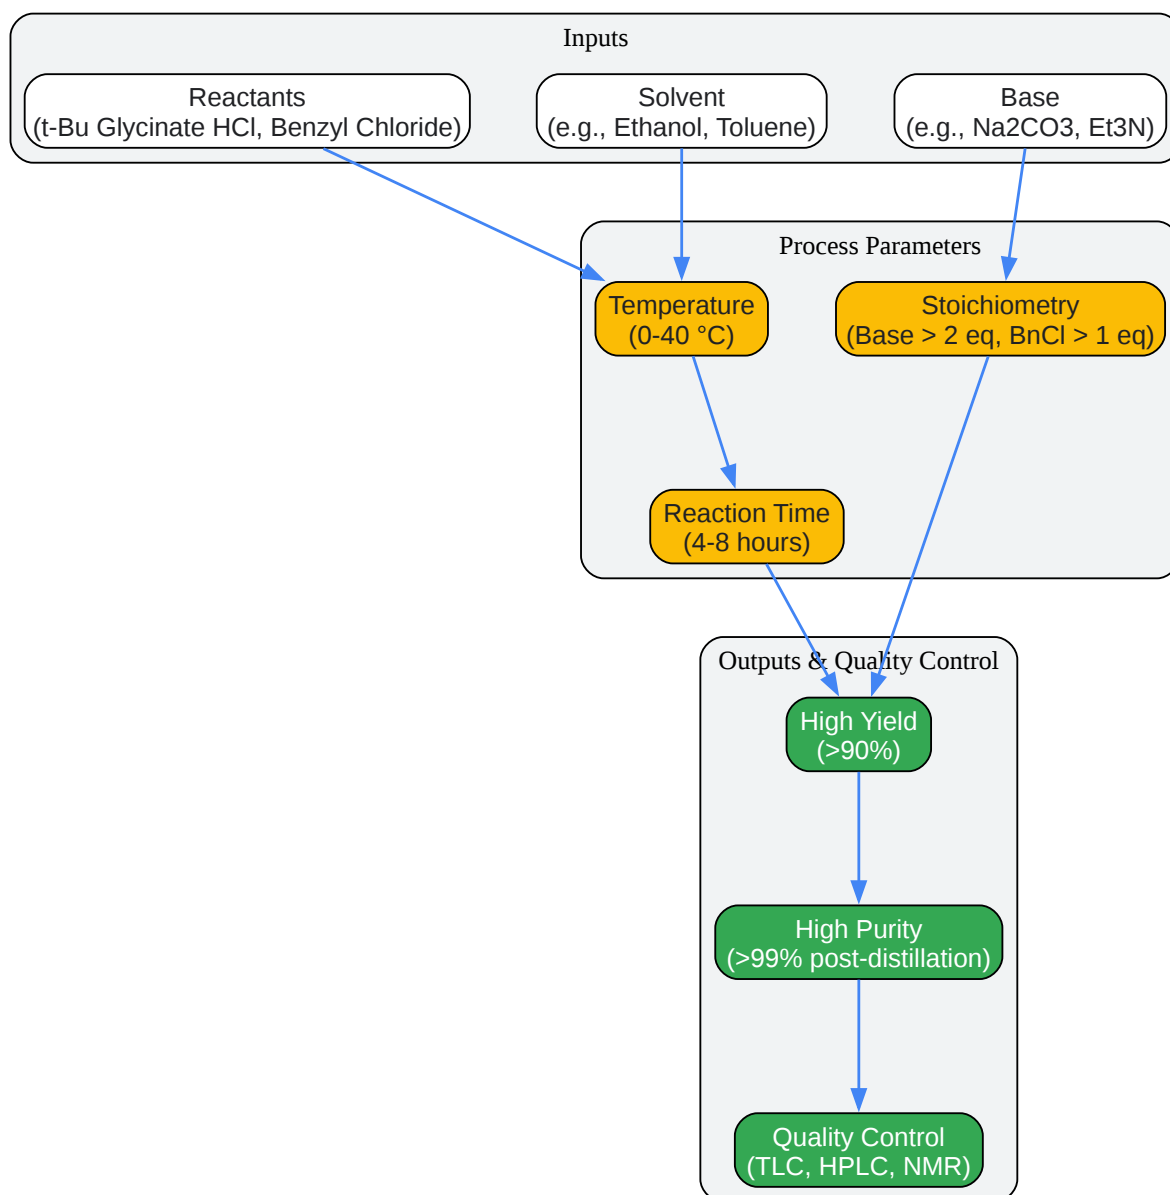 Inputs
Reactants
(t-Bu Glycinate HCl, Benzyl Chloride)
Solvent
(e.g., Ethanol, Toluene)
Base
(e.g., Na2CO3, Et3N)
Process Parameters
Temperature
(0-40 °C)
Stoichiometry
(Base > 2 eq, BnCl > 1 eq)
Reaction Time
(4-8 hours)
Outputs & Quality Control
High Yield
(>90%)
High Purity
(>99% post-distillation)
Quality Control
(TLC, HPLC, NMR)